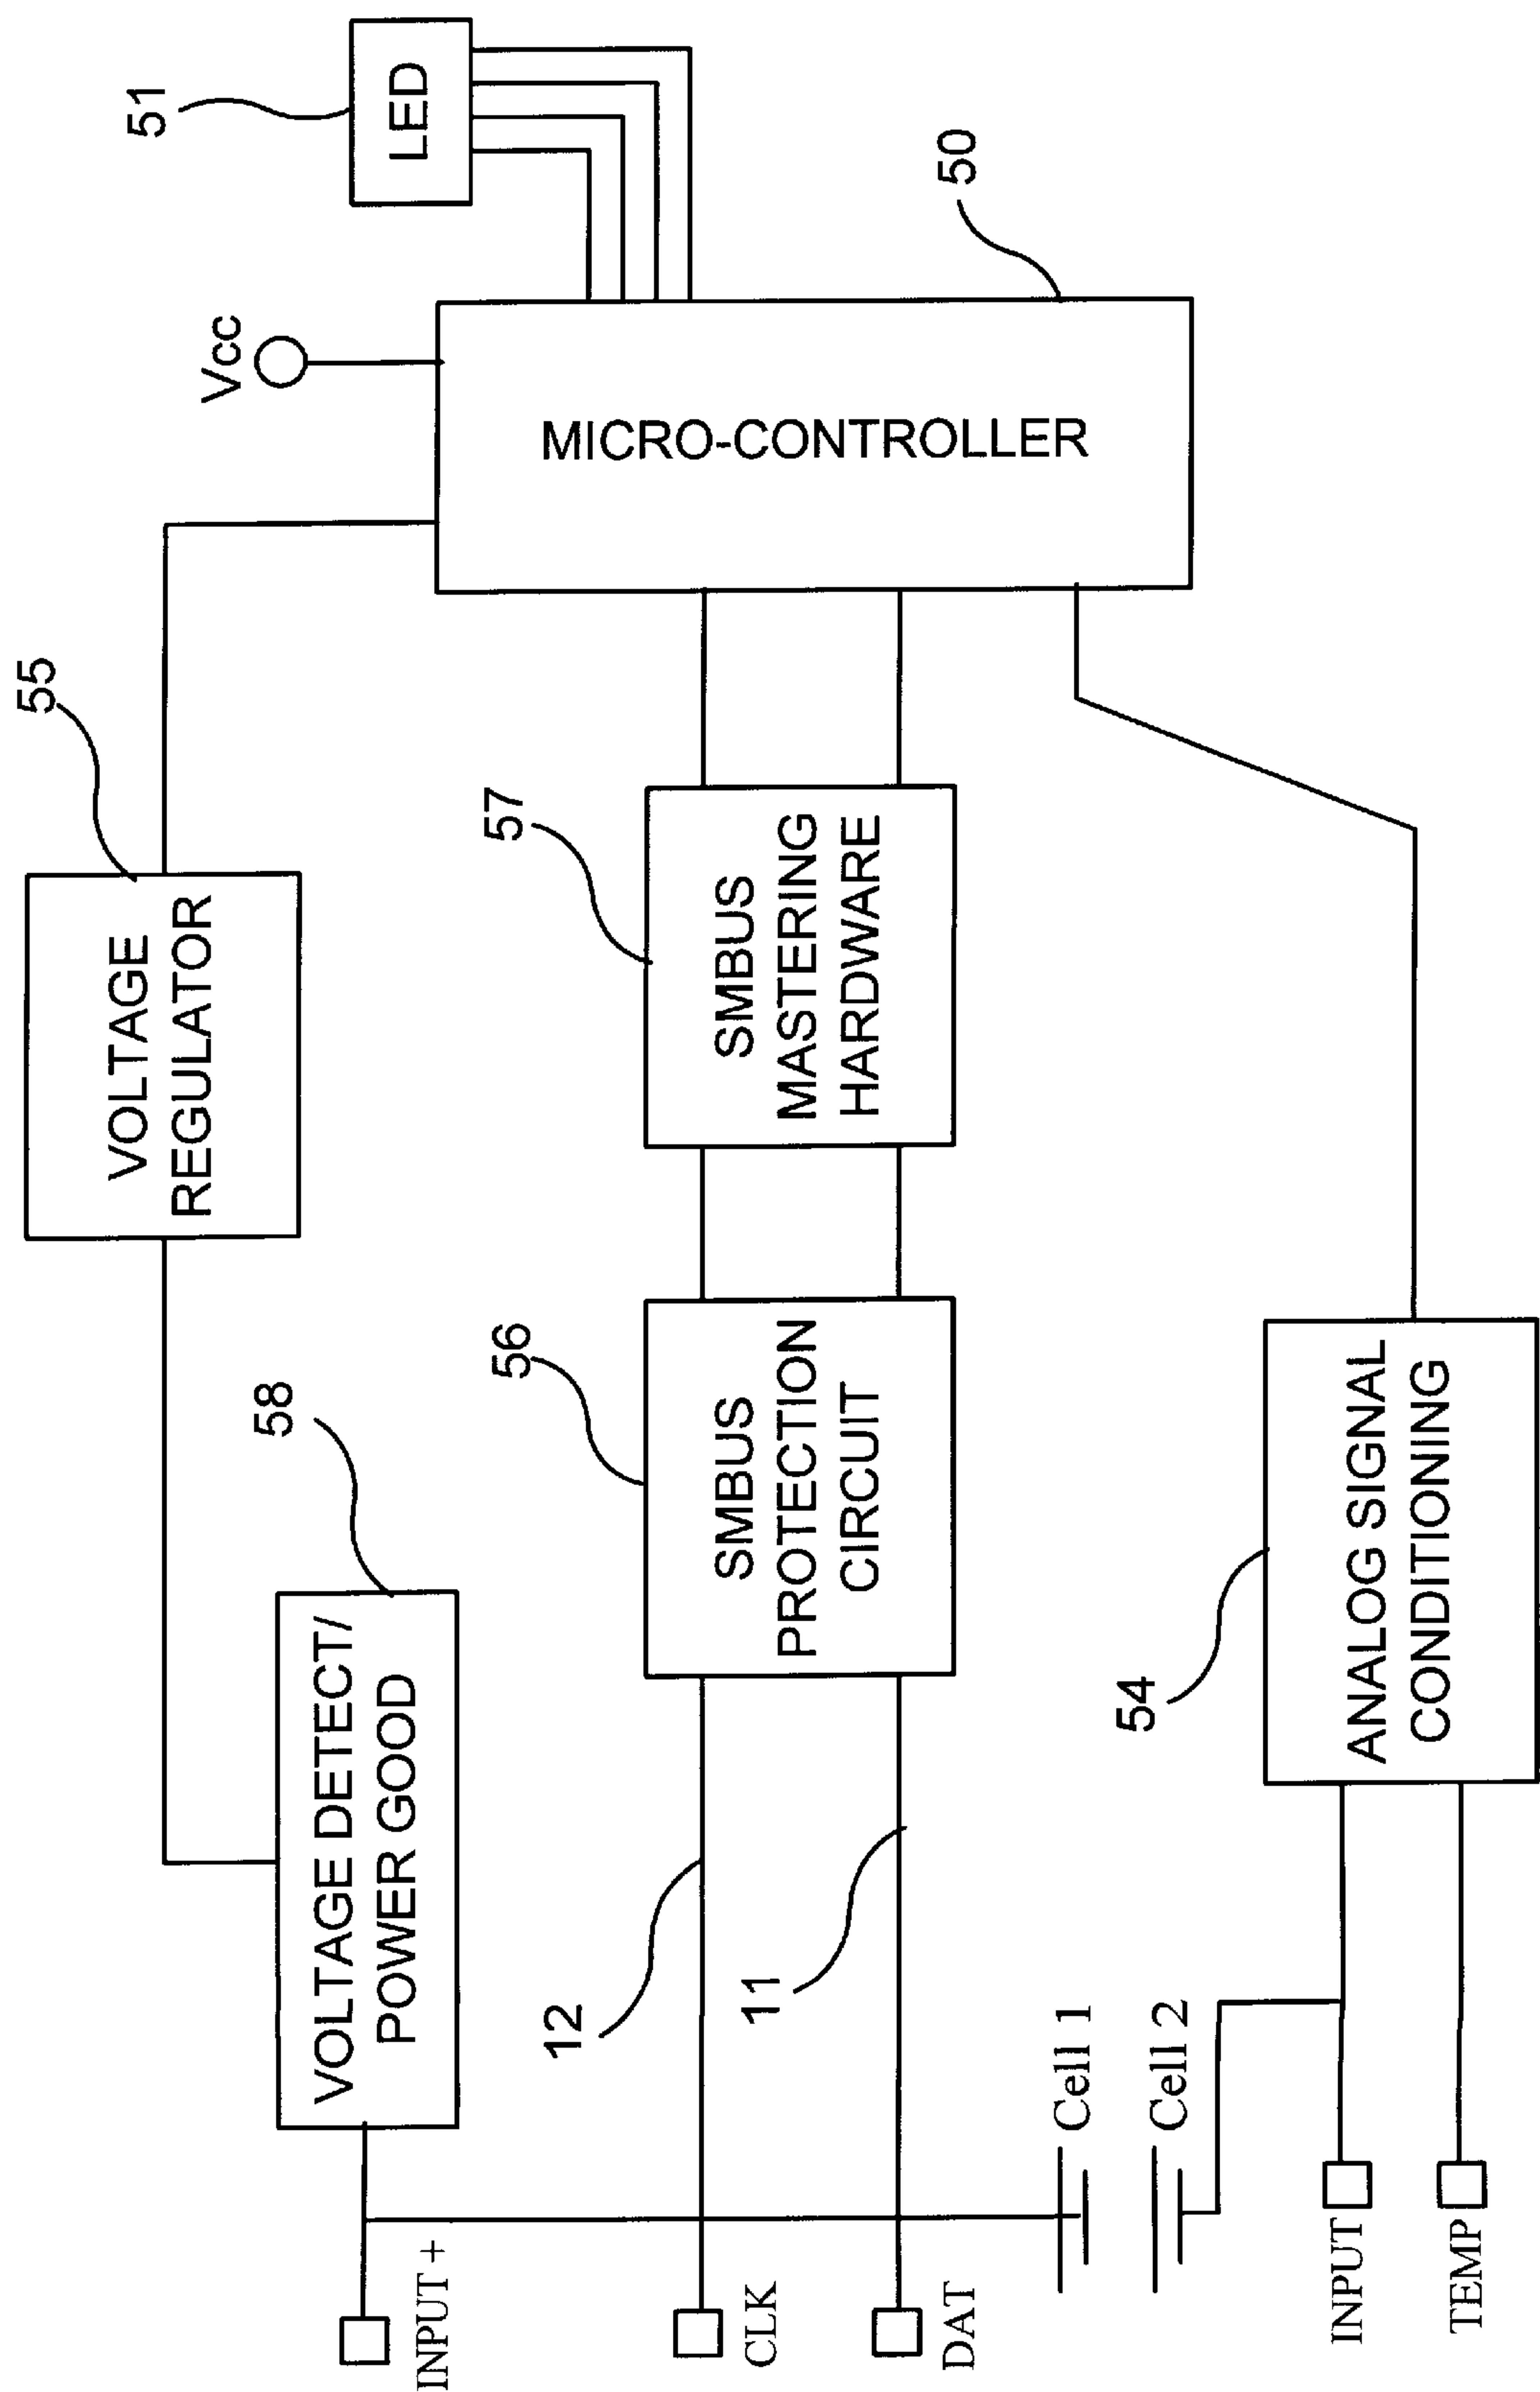 55
VOLTAGE
REGULATOR
58
VOLTAGE DETECT/
POWER GOOD
INPUT +
51
LED
Vcc
50
MICRO-CONTROLLER
57
SMBUS
MASTERING
HARDWARE
56
SMBUS
PROTECTION
CIRCUIT
12
11
CLK
DAT
Cell 1
Cell 2
54
ANALOG SIGNAL
CONDITIONING
INPUT
TEMP